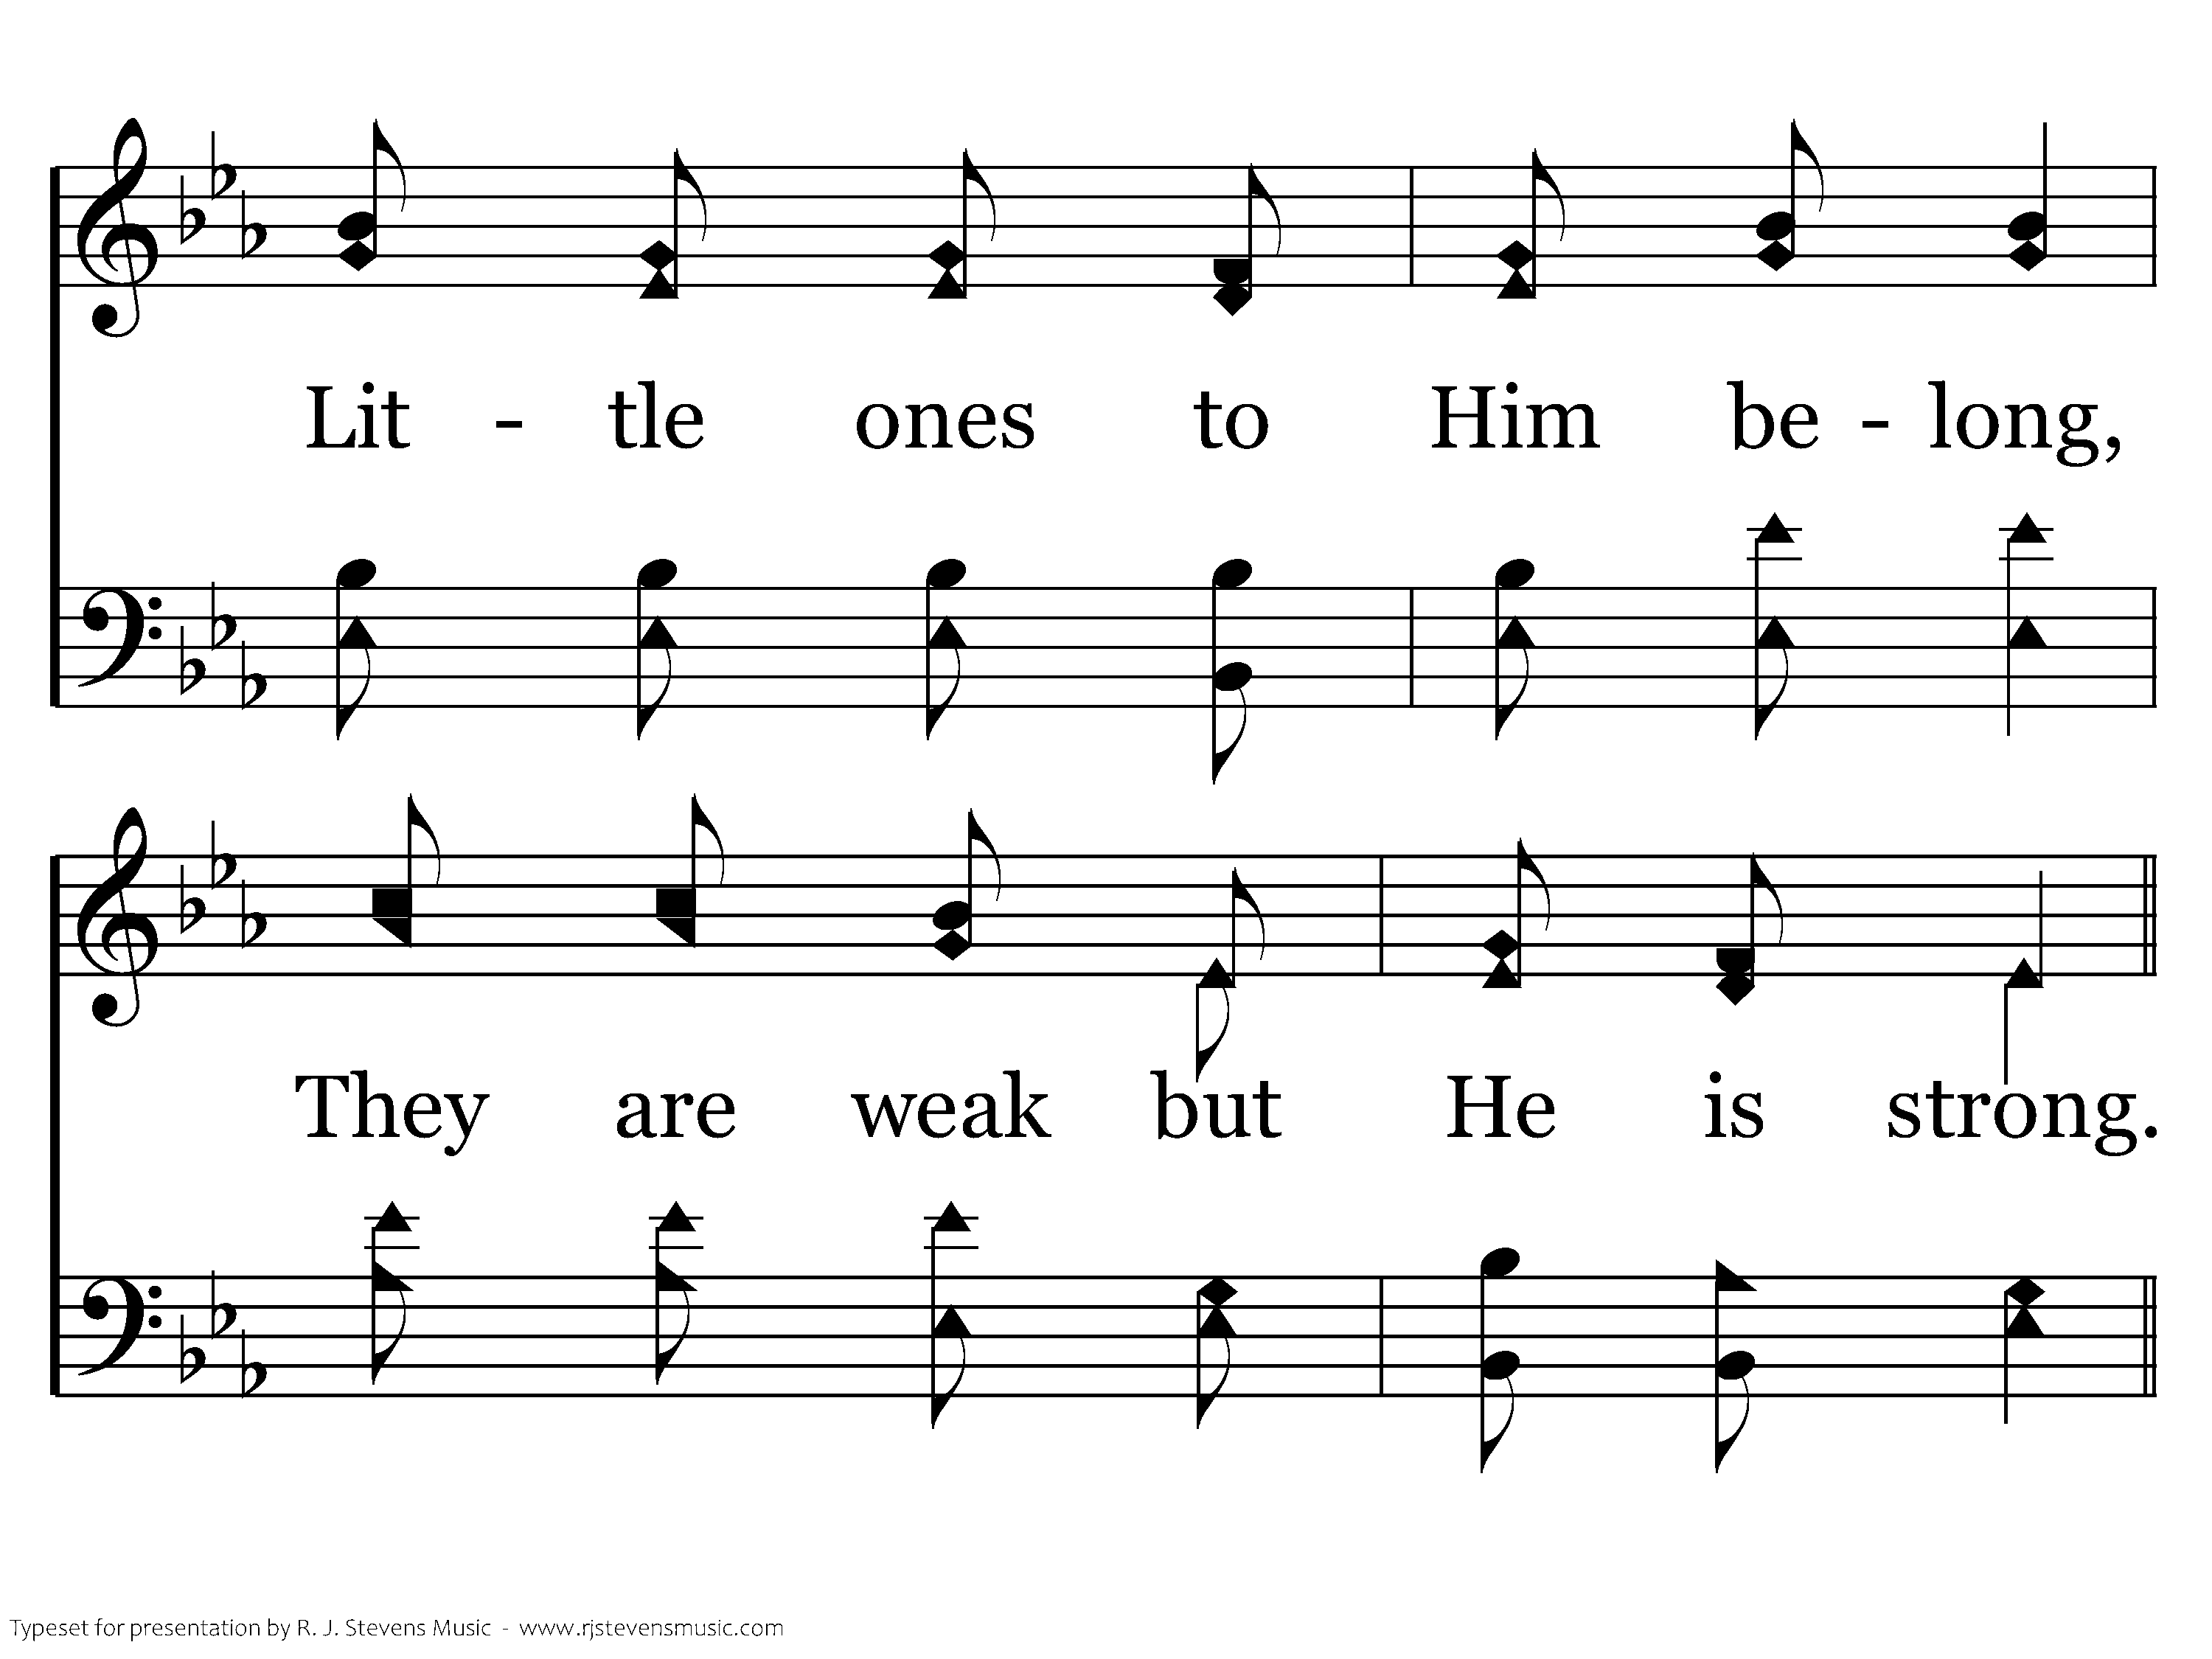 Lit - tle ones to Him be - long,
They are weak but He is strong.
Typeset for presentation by R. J. Stevens Music - www.rjstevensmusic.com